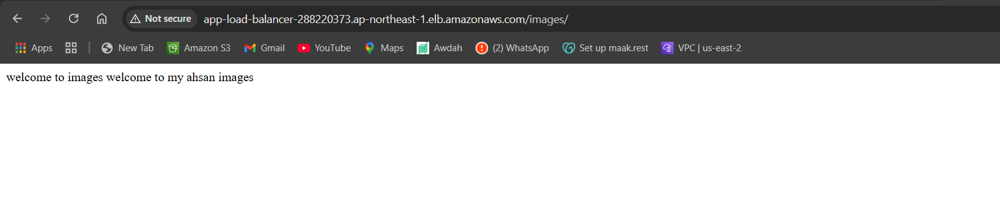 Not secure app-load-balancer-288220373.ap-northeast-1.elb.amazonaws.com/images/
Apps New Tab Amazon S3 Gmail YouTube Maps Awdah (2) WhatsApp Set up maak.rest VPC | us-east-2
welcome to images welcome to my ahsan images